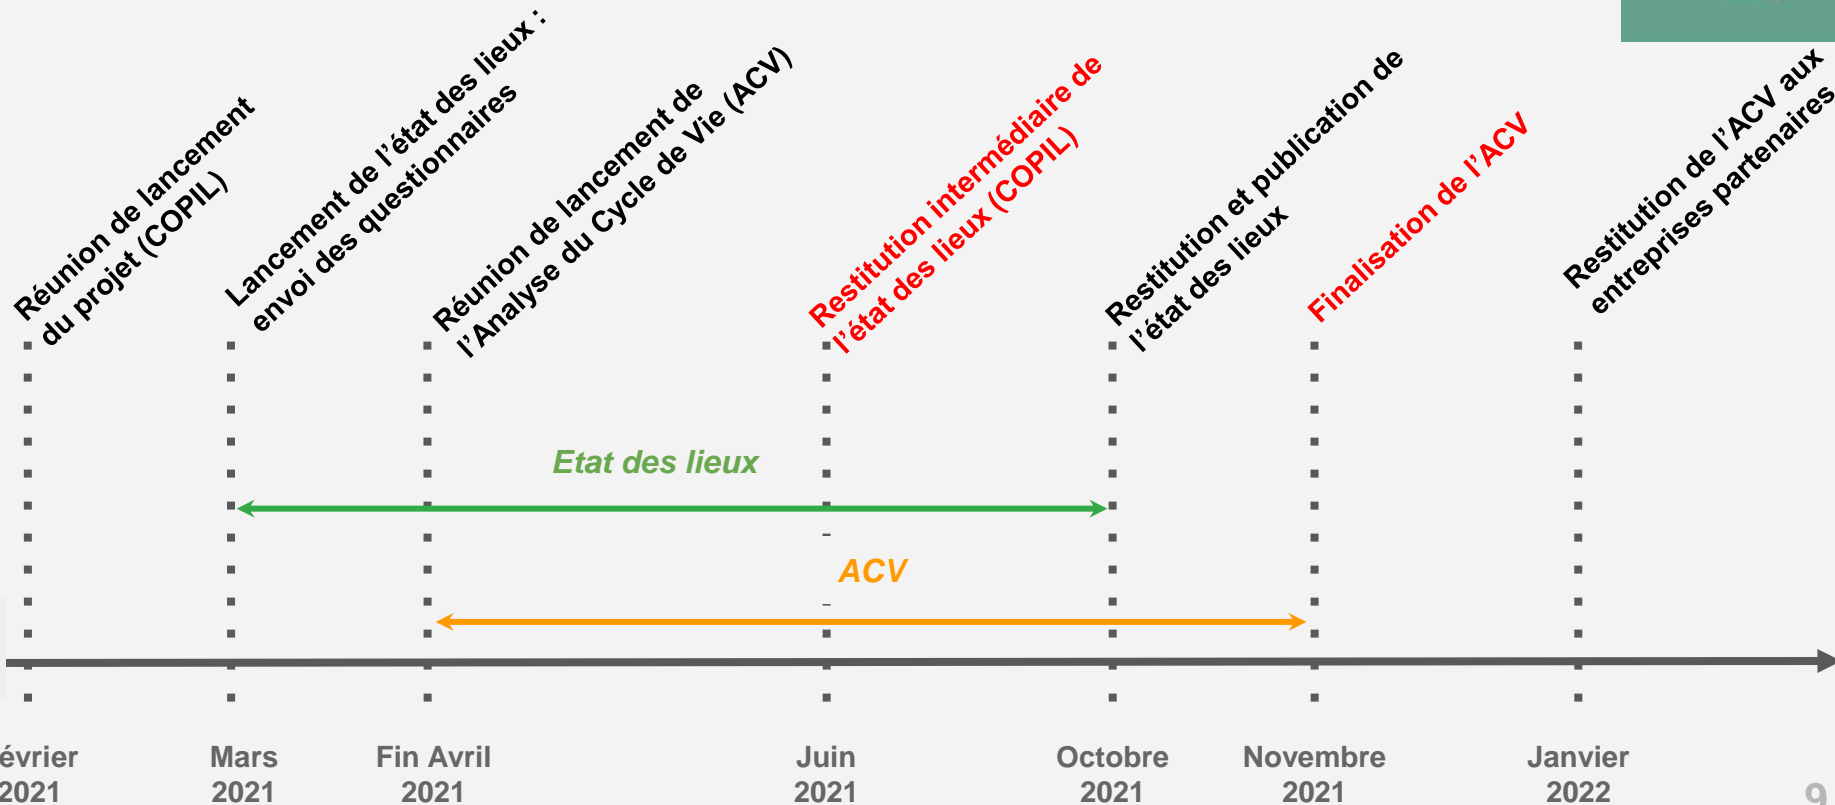 Réunion de lancement
du projet (COPIL)
Lancement de l'état des lieux :
envoi des questionnaires
Réunion de lancement de
l'Analyse du Cycle de Vie (ACV)
Restitution intermédiaire de
l'état des lieux (COPIL)
Restitution et publication de
l'état des lieux
Finalisation de l'ACV
Restitution de l'ACV aux
entreprises partenaires
Etat des lieux
ACV
évrier
2021
Mars
2021
Fin Avril
2021
Juin
2021
Octobre
2021
Novembre
2021
Janvier
2022
9